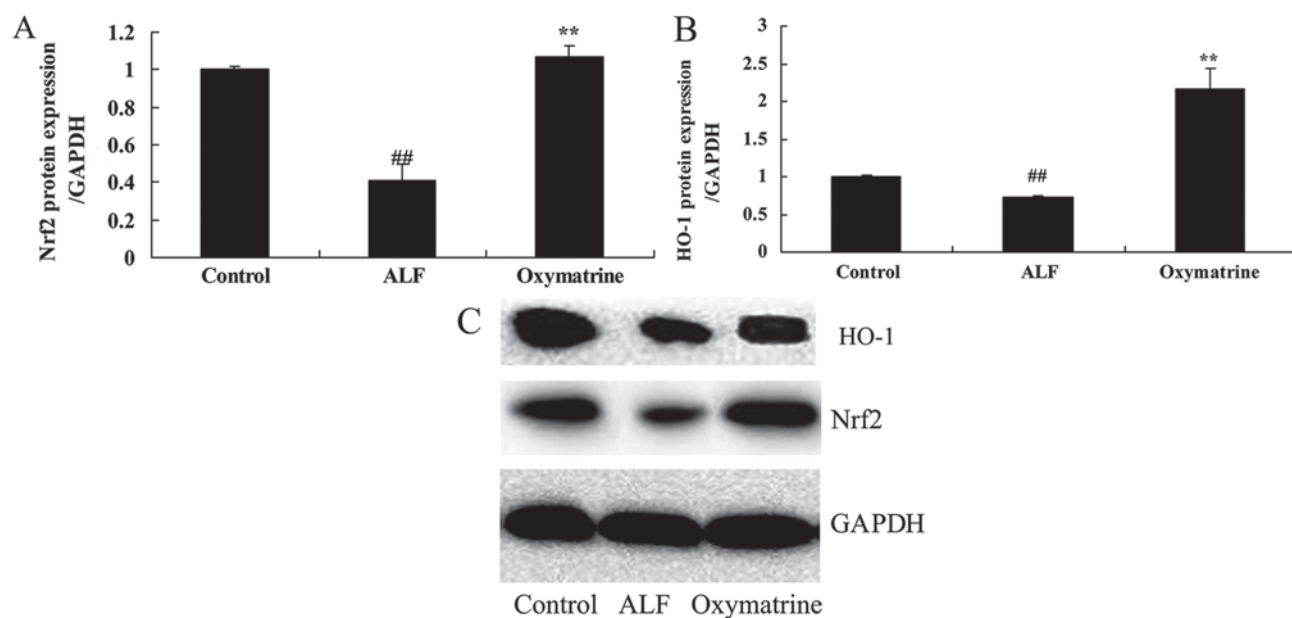 A
Nrf2 protein expression
/GAPDH
1.2
1
0.8
0.6
0.4
0.2
0
##
**
Control ALF Oxymatrine
B
HO-1 protein expression
/GAPDH
3
2.5
2
1.5
1
0.5
0
##
**
Control ALF Oxymatrine
C
HO-1
Nrf2
GAPDH
Control ALF Oxymatrine